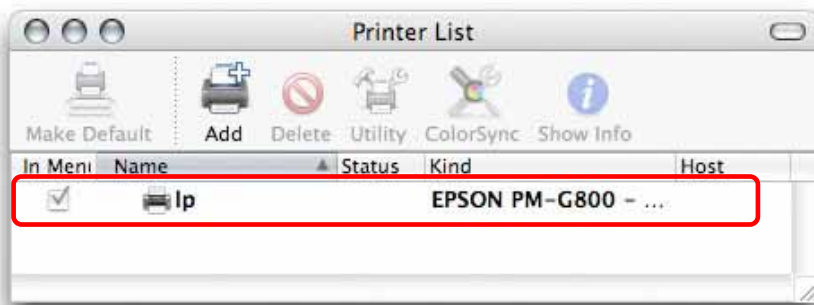 Printer List
Make Default Add Delete Utility ColorSync Show Info
In Menu Name Status Kind Host
lp EPSON PM-G800 - ...